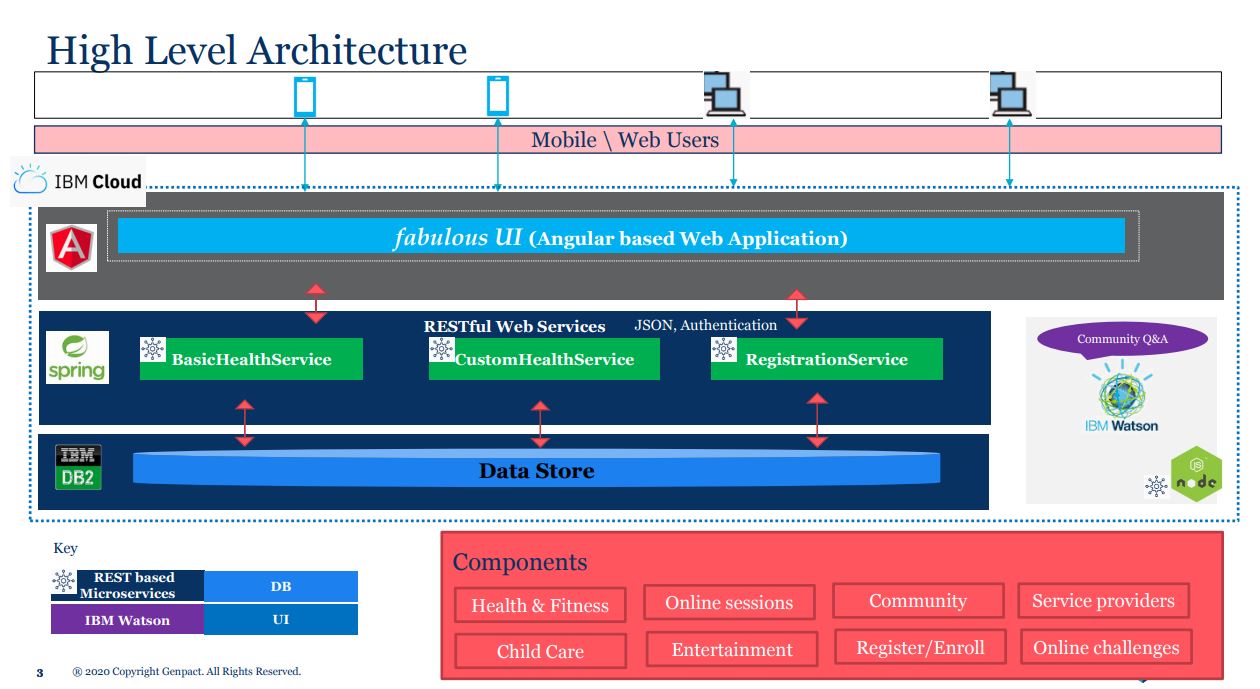 High Level Architecture
Mobile \ Web Users
IBM Cloud
fabulous UI (Angular based Web Application)
RESTful Web Services
JSON, Authentication
spring
BasicHealthService
CustomHealthService
RegistrationService
Community Q&A
IBM Watson
JS
node
IBM
DB2
Data Store
Key
REST based
Microservices
DB
IBM Watson
UI
Components
Health & Fitness
Online sessions
Community
Service providers
Child Care
Entertainment
Register/Enroll
Online challenges
3
® 2020 Copyright Genpact. All Rights Reserved.